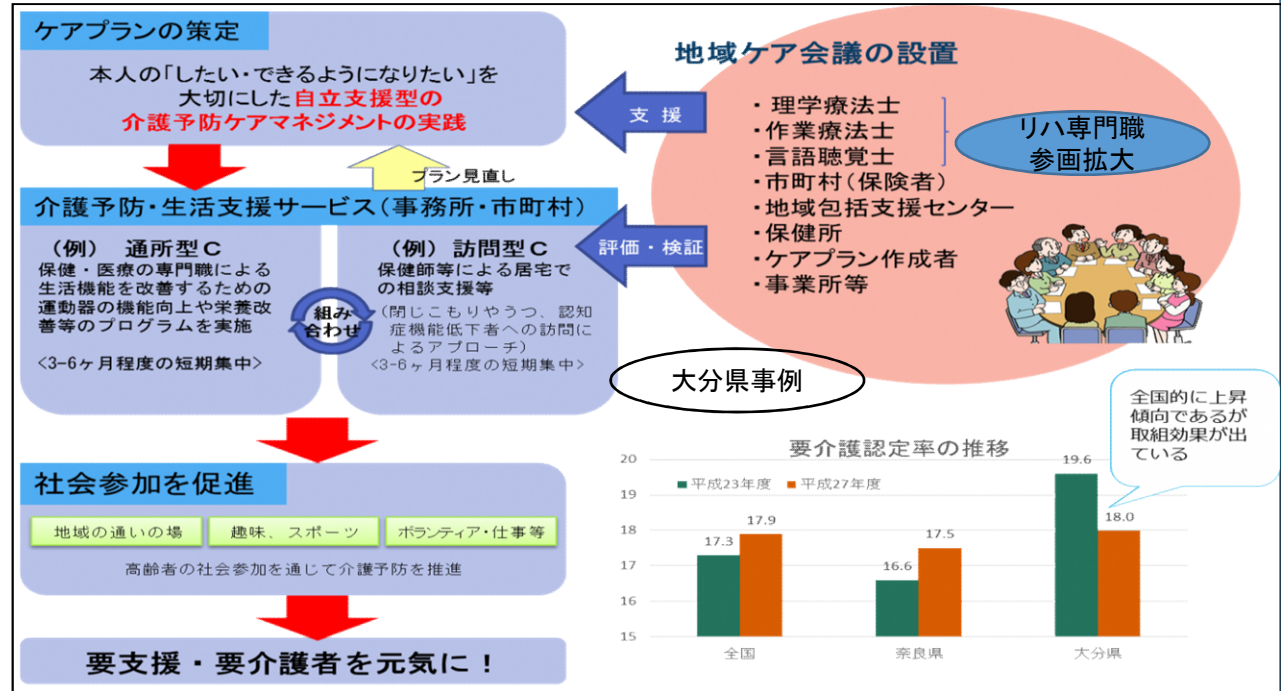 ケアプランの策定
本人の「したい・できるようになりたい」を
大切にした自立支援型の
介護予防ケアマネジメントの実践
プラン見直し
介護予防・生活支援サービス(事務所・市町村)
(例) 通所型C
保健・医療の専門職による
生活機能を改善するための
運動器の機能向上や栄養改
善等のプログラムを実施
<3-6ヶ月程度の短期集中>
組み
合わせ
(例) 訪問型C
保健師等による居宅で
の相談支援等
(閉じこもりやうつ、認知
症機能低下者への訪問に
よるアプローチ)
<3-6ヶ月程度の短期集中>
社会参加を促進
地域の通いの場
趣味、スポーツ
ボランティア・仕事等
高齢者の社会参加を通じて介護予防を推進
要支援・要介護者を元気に！
地域ケア会議の設置
支援
評価・検証
・理学療法士
・作業療法士
・言語聴覚士
・市町村(保険者)
・地域包括支援センター
・保健所
・ケアプラン作成者
・事業所等
リハ専門職
参画拡大
大分県事例
全国的に上昇
傾向であるが
取組効果が出
ている
要介護認定率の推移
平成23年度 平成27年度
20
19
18
17
16
15
17.3
17.9
16.6
17.5
19.6
18.0
全国
奈良県
大分県